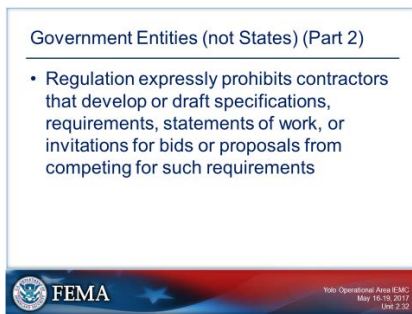 Government Entities (not States) (Part 2)
• Regulation expressly prohibits contractors
that develop or draft specifications,
requirements, statements of work, or
invitations for bids or proposals from
competing for such requirements
FEMA
Yolo Operational Area IEMC
May 16-19, 2017
Unit 2.32